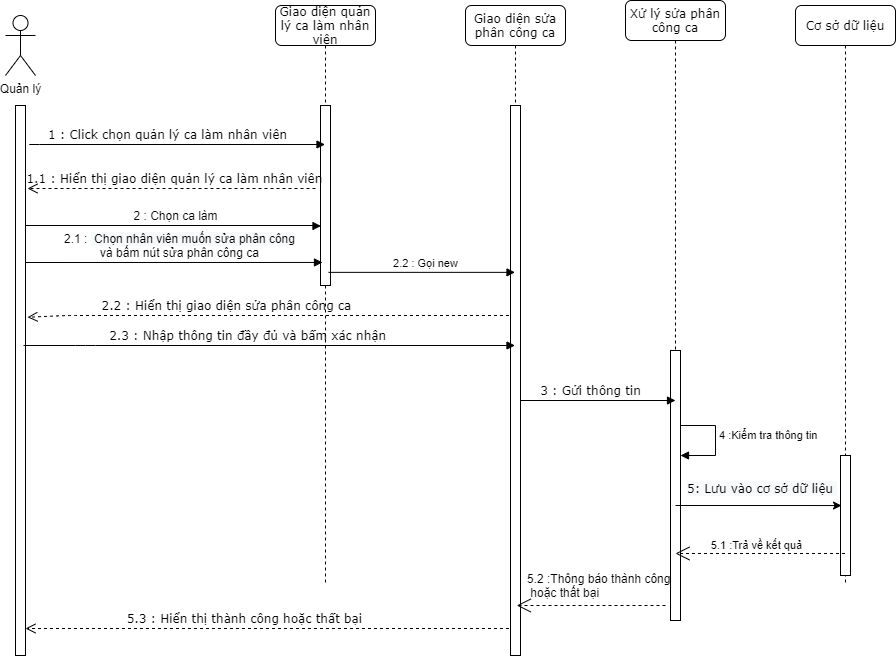 Giao diện quản
lý ca làm nhân
viên
Giao diện sửa
phân công ca
Xử lý sửa phân
công ca
Cơ sở dữ liệu
Quản lý
1 : Click chọn quản lý ca làm nhân viên
1.1 : Hiển thị giao diện quản lý ca làm nhân viên
2 : Chọn ca làm
2.1 : Chọn nhân viên muốn sửa phân công
và bấm nút sửa phân công ca
2.2 : Gọi new
2.2 : Hiển thị giao diện sửa phân công ca
2.3 : Nhập thông tin đầy đủ và bấm xác nhận
3 : Gửi thông tin
4 :Kiểm tra thông tin
5: Lưu vào cơ sở dữ liệu
5.1 :Trả về kết quả
5.2 :Thông báo thành công
hoặc thất bại
5.3 : Hiển thị thành công hoặc thất bại